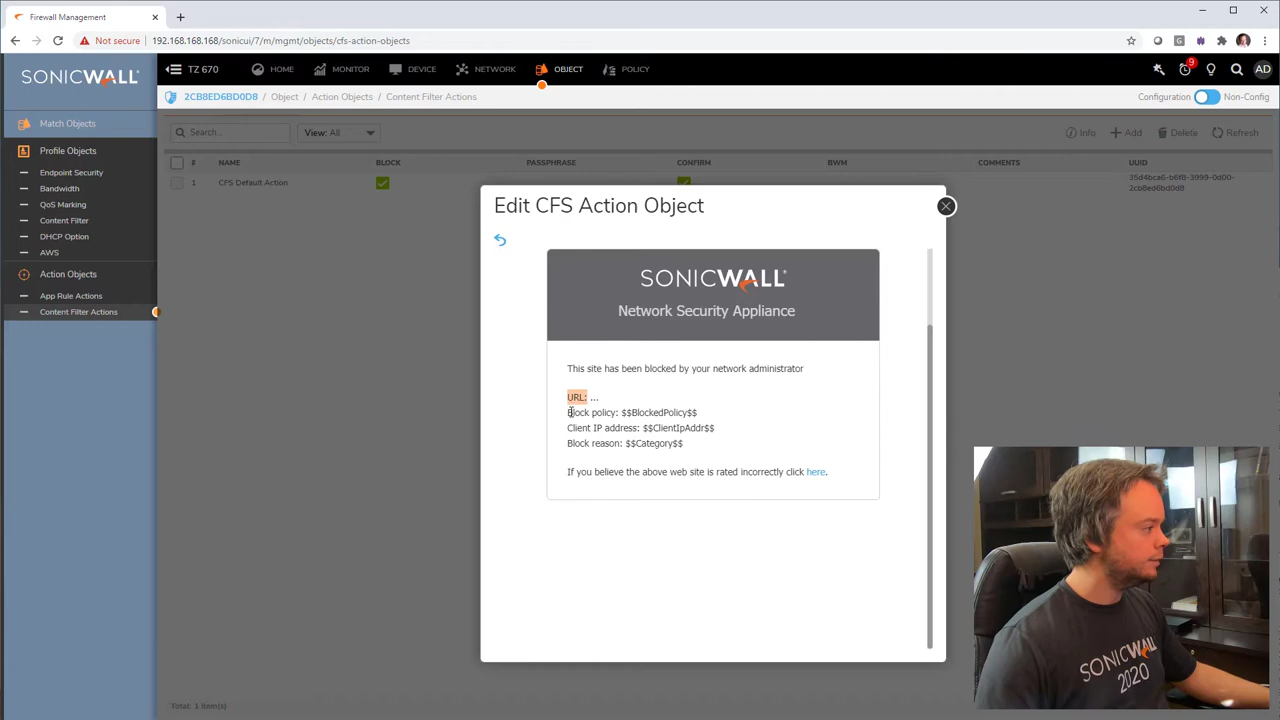 Firewall Management
Not secure
192.168.168.168/sonicui/7/m/mgmt/objects/cfs-action-objects
SONICWALL
TZ 670
HOME
MONITOR
DEVICE
NETWORK
OBJECT
POLICY
9
AD
2CB8ED6BD0D8 / Object / Action Objects / Content Filter Actions
Configuration
Non-Config
Match Objects
Profile Objects
Endpoint Security
Bandwidth
QoS Marking
Content Filter
DHCP Option
AWS
Action Objects
App Rule Actions
Content Filter Actions
Search...
View: All
Info
Add
Delete
Refresh
# NAME BLOCK PASSPHRASE CONFIRM BWM COMMENTS UUID
1 CFS Default Action
35d4bca6-b6f8-3999-0d00-
2cb8ed6bd0d8
Edit CFS Action Object
SONICWALL
Network Security Appliance
This site has been blocked by your network administrator
URL: ...
Block policy: $$BlockedPolicy$$
Client IP address: $$ClientIpAddr$$
Block reason: $$Category$$
If you believe the above web site is rated incorrectly click here.
Total: 1 item(s)
SONICWALL
2020